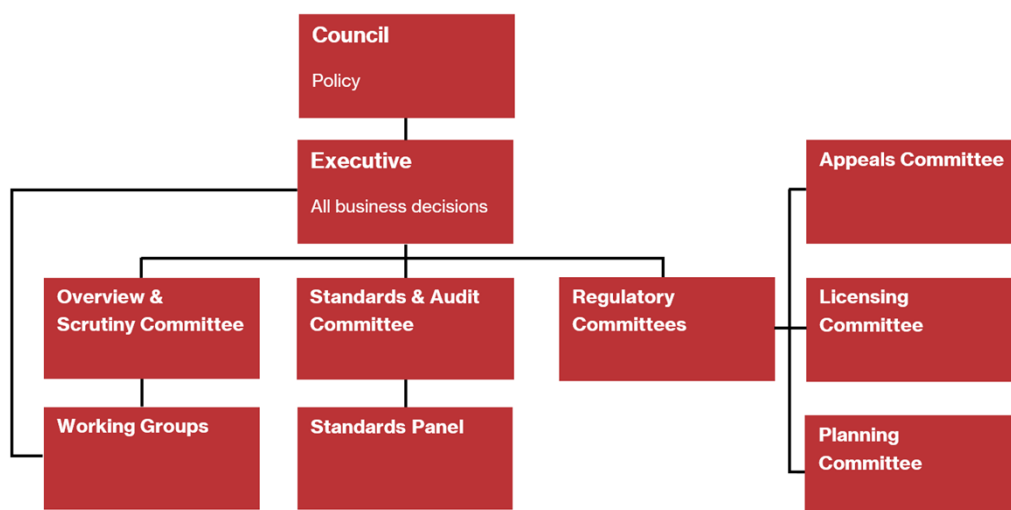 Council
Policy
Executive
All business decisions
Appeals Committee
Overview &
Scrutiny Committee
Standards & Audit
Committee
Regulatory
Committees
Licensing
Committee
Working Groups
Standards Panel
Planning
Committee